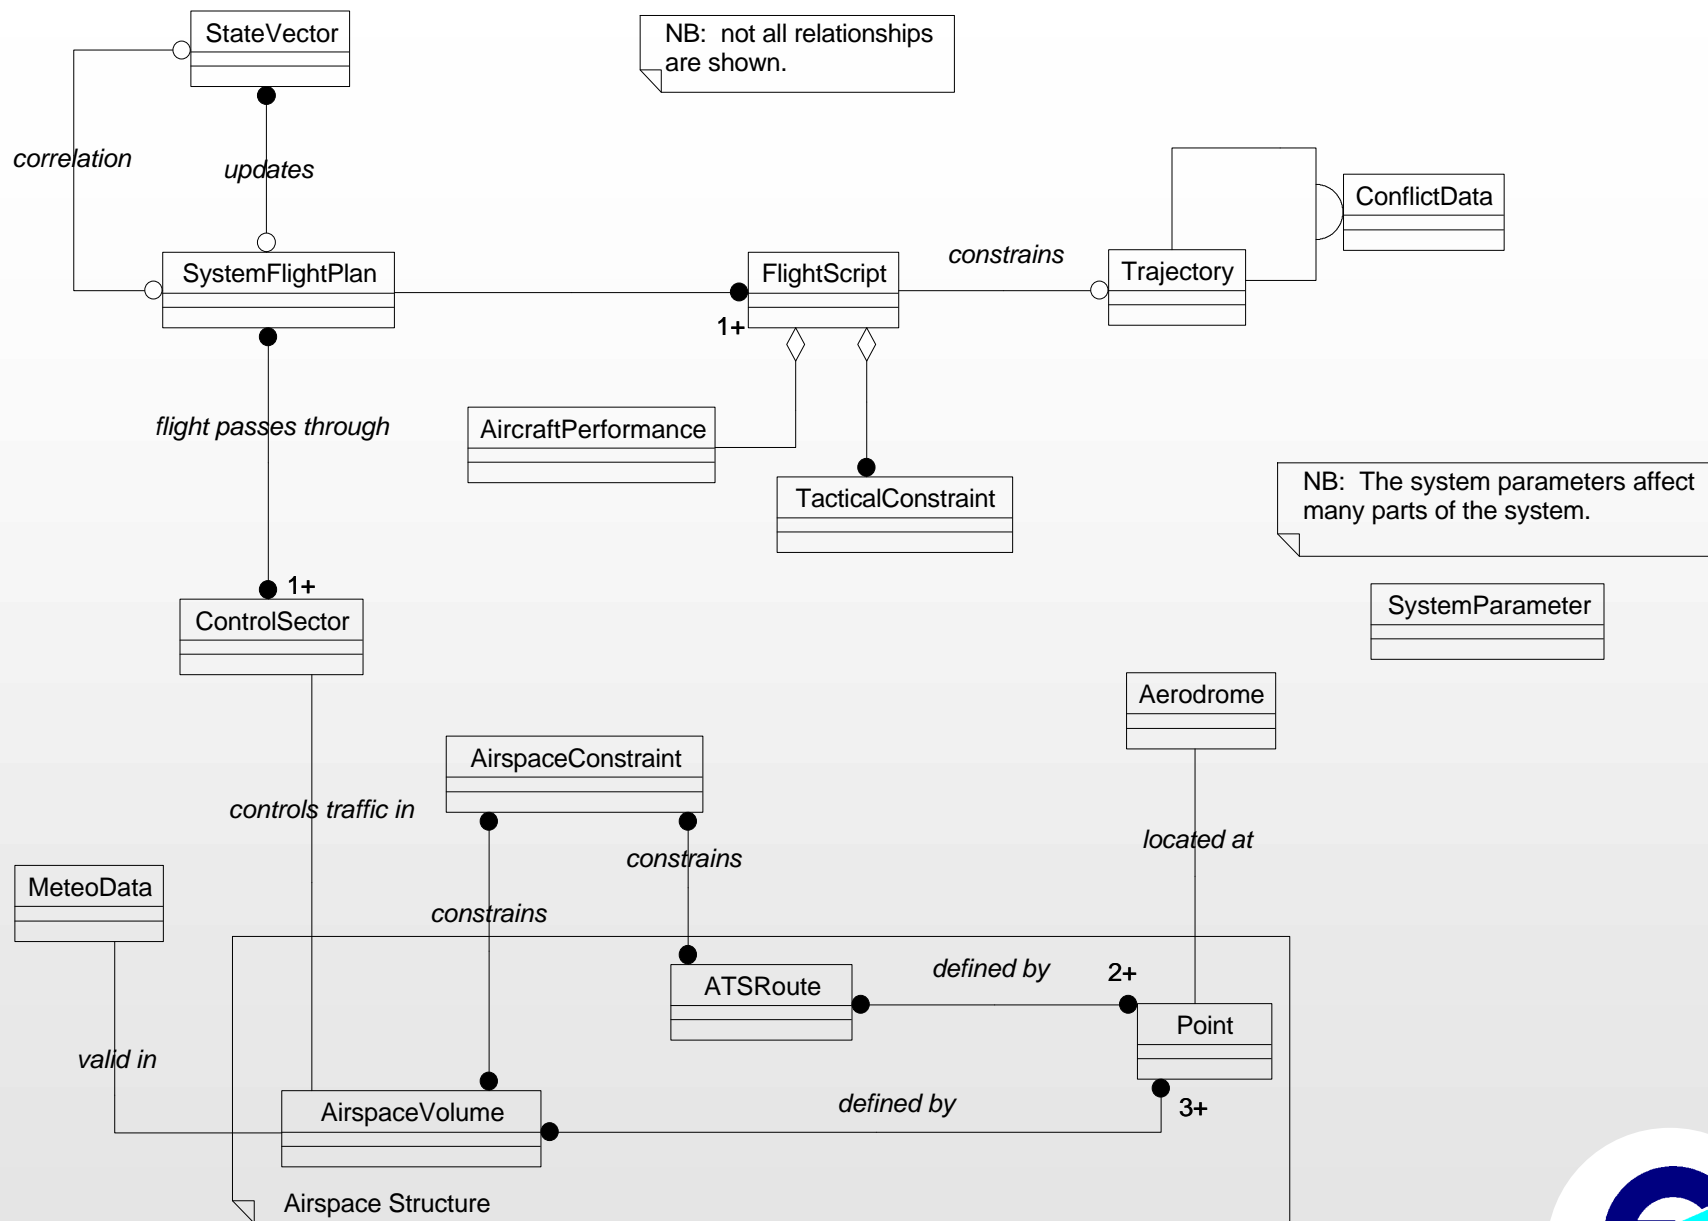 StateVector
NB: not all relationships
are shown.
correlation
updates
ConflictData
SystemFlightPlan
FlightScript
constrains
Trajectory
1+
flight passes through
AircraftPerformance
TacticalConstraint
NB: The system parameters affect
many parts of the system.
1+
ControlSector
SystemParameter
Aerodrome
AirspaceConstraint
controls traffic in
located at
constrains
MeteoData
constrains
ATSRoute
defined by
2+
Point
valid in
AirspaceVolume
defined by
3+
Airspace Structure